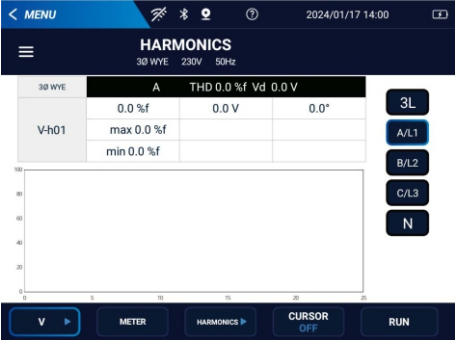 MENU 2024/01/17 14:00
HARMONICS
3Ø WYE 230V 50Hz
3Ø WYE A THD 0.0 %f Vd 0.0 V
V-h01 0.0 %f 0.0 V 0.0°
max 0.0 %f
min 0.0 %f
3L
A/L1
B/L2
C/L3
N
100
80
60
40
20
0
0 5 10 15 20 25
V METER HARMONICS CURSOR OFF RUN